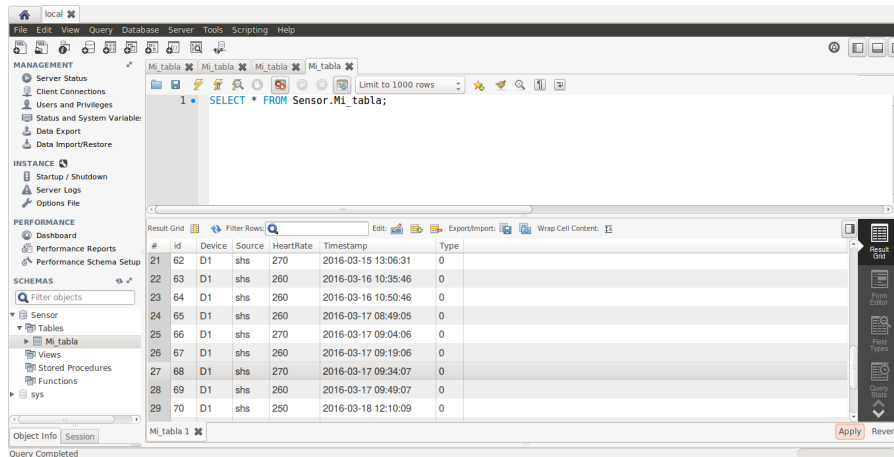 local
File Edit View Query Database Server Tools Scripting Help
MANAGEMENT
Server Status
Client Connections
Users and Privileges
Status and System Variable
Data Export
Data Import/Restore
INSTANCE
Startup / Shutdown
Server Logs
Options File
PERFORMANCE
Dashboard
Performance Reports
Performance Schema Setup
SCHEMAS
Filter objects
Sensor
Tables
Mi_tabla
Views
Stored Procedures
Functions
sys
Object Info Session
Query Completed
Mi_tabla Mi_tabla Mi_tabla Mi_tabla
Limit to 1000 rows
1 SELECT * FROM Sensor.Mi_tabla;
Result Grid Filter Rows: Edit: Export/Import: Wrap Cell Content:
# id Device Source HeartRate Timestamp Type
21 62 D1 shs 270 2016-03-15 13:06:31 0
22 63 D1 shs 260 2016-03-16 10:35:46 0
23 64 D1 shs 260 2016-03-16 10:50:46 0
24 65 D1 shs 260 2016-03-17 08:49:05 0
25 66 D1 shs 270 2016-03-17 09:04:06 0
26 67 D1 shs 260 2016-03-17 09:19:06 0
27 68 D1 shs 270 2016-03-17 09:34:07 0
28 69 D1 shs 260 2016-03-17 09:49:07 0
29 70 D1 shs 250 2016-03-18 12:10:09 0
Mi_tabla 1
Apply Rever
Result
Grid
Form
Editor
Field
Types
Query
Stats